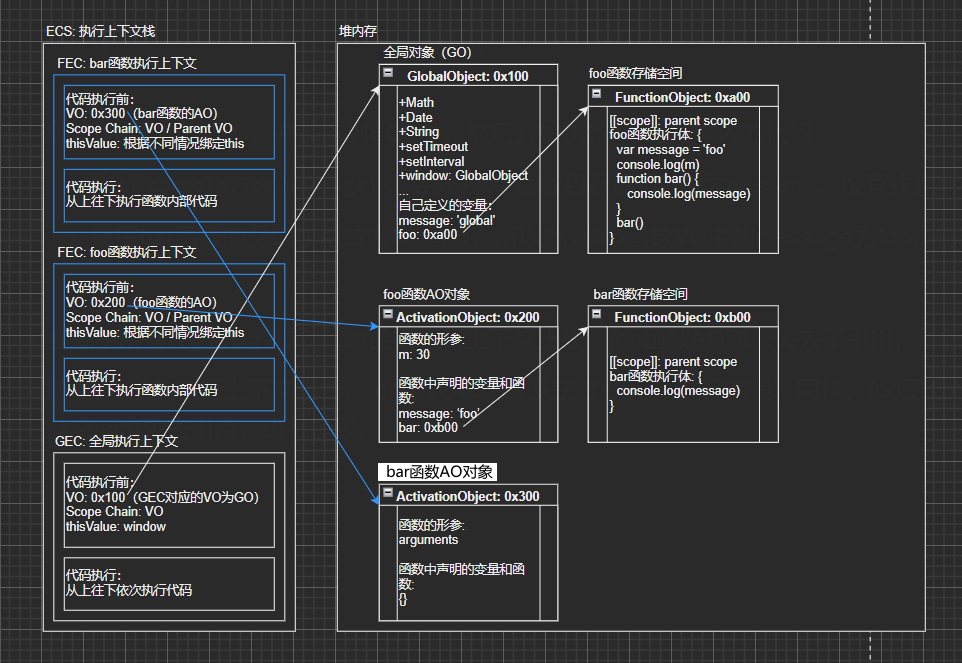 ECS: 执行上下文栈
FEC: bar函数执行上下文
代码执行前:
VO: 0x300（bar函数的AO）
Scope Chain: VO / Parent VO
thisValue: 根据不同情况绑定this
代码执行:
从上往下执行函数内部代码
FEC: foo函数执行上下文
代码执行前:
VO: 0x200（foo函数的AO）
Scope Chain: VO / Parent VO
thisValue: 根据不同情况绑定this
代码执行:
从上往下执行函数内部代码
GEC: 全局执行上下文
代码执行前:
VO: 0x100（GEC对应的VO为GO）
Scope Chain: VO
thisValue: window
代码执行:
从上往下依次执行代码
堆内存
全局对象（GO）
GlobalObject: 0x100
+Math
+Date
+String
+setTimeout
+setInterval
+window: GlobalObject
...
自己定义的变量:
message: 'global'
foo: 0xa00
foo函数存储空间
FunctionObject: 0xa00
[[scope]]: parent scope
foo函数执行体: {
var message = 'foo'
console.log(m)
function bar() {
console.log(message)
}
bar()
}
foo函数AO对象
ActivationObject: 0x200
函数的形参:
m: 30
函数中声明的变量和函
数:
message: 'foo'
bar: 0xb00
bar函数存储空间
FunctionObject: 0xb00
[[scope]]: parent scope
bar函数执行体: {
console.log(message)
}
bar函数AO对象
ActivationObject: 0x300
函数的形参:
arguments
函数中声明的变量和函
数:
{}